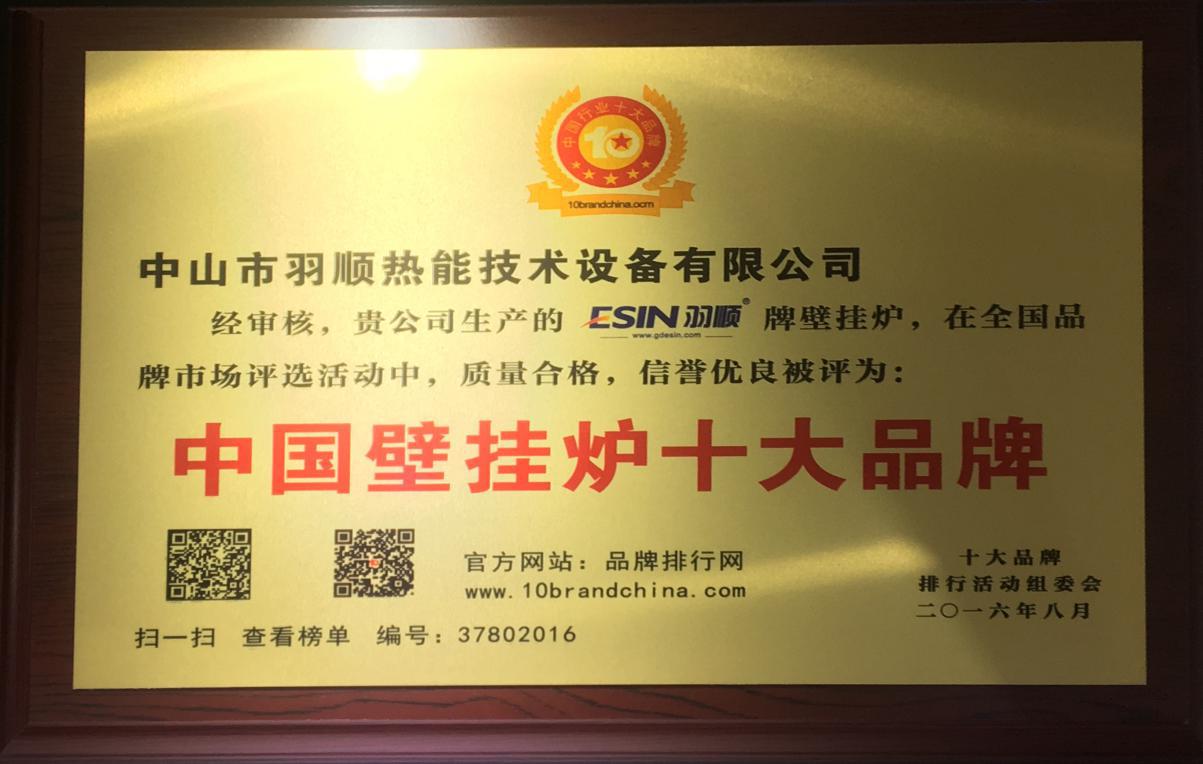 中国行业十大品牌
10
10brandchina.ocm
中山市羽顺热能技术设备有限公司
经审核，贵公司生产的 ESIN羽顺® 牌壁挂炉，在全国品
www.gdesin.com
牌市场评选活动中，质量合格，信誉优良被评为：
中国壁挂炉十大品牌
官方网站：品牌排行网
www.10brandchina.com
扫一扫 查看榜单 编号：37802016
十大品牌
排行活动组委会
二〇一六年八月